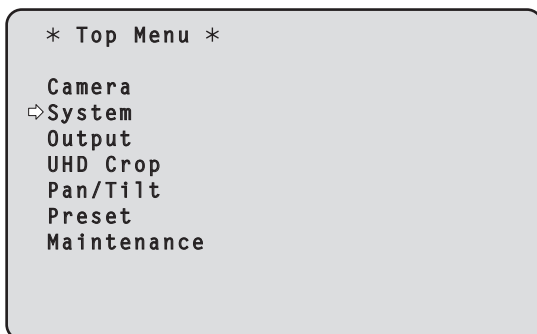 * Top Menu *
Camera
⇨System
Output
UHD Crop
Pan/Tilt
Preset
Maintenance